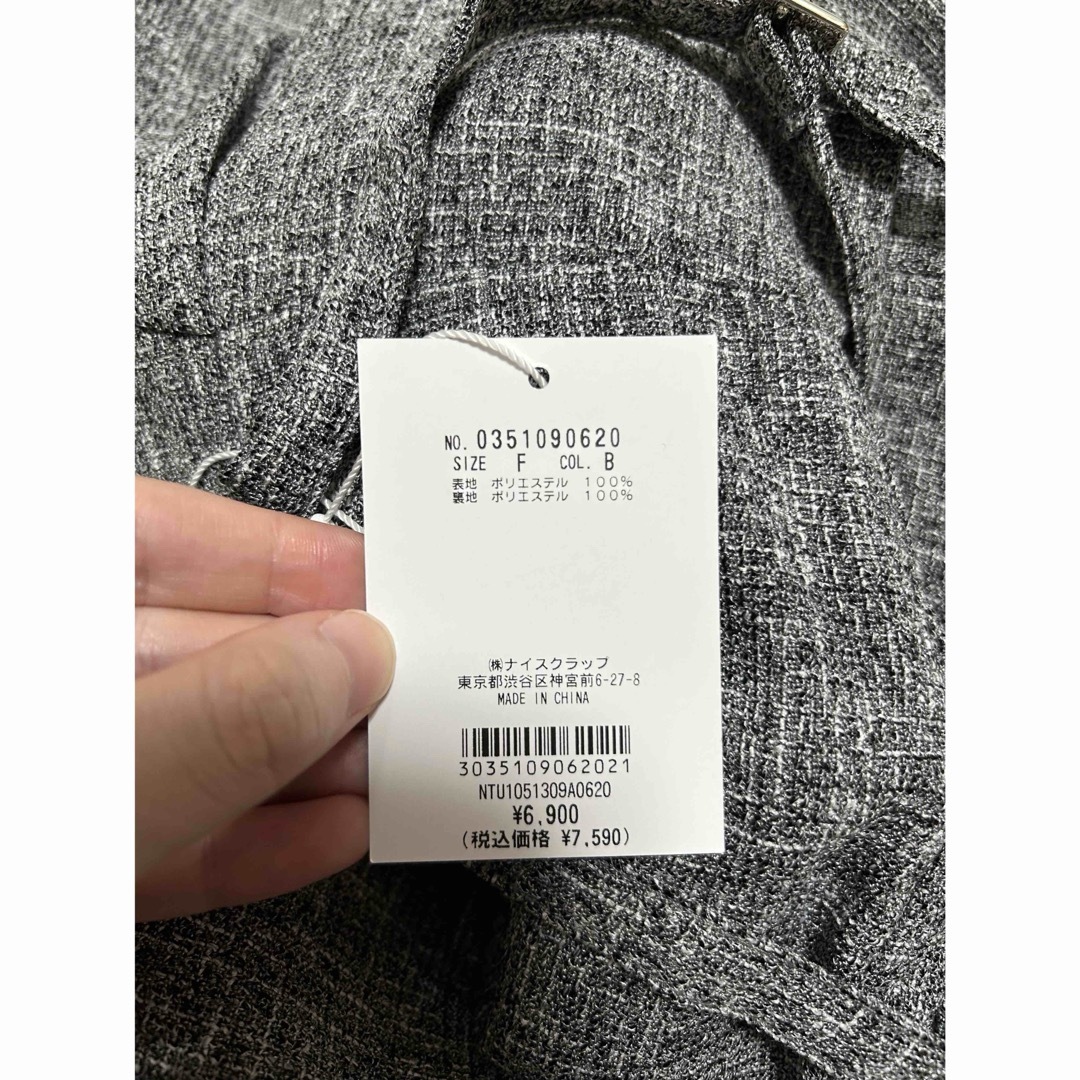 NO. 0351090620
SIZE F COL. B
表地 ポリエステル 100%
裏地 ポリエステル 100%
㈱ナイスクラップ
東京都渋谷区神宮前6-27-8
MADE IN CHINA
3035109062021
NTU1051309A0620
¥6,900
(税込価格 ¥7,590)